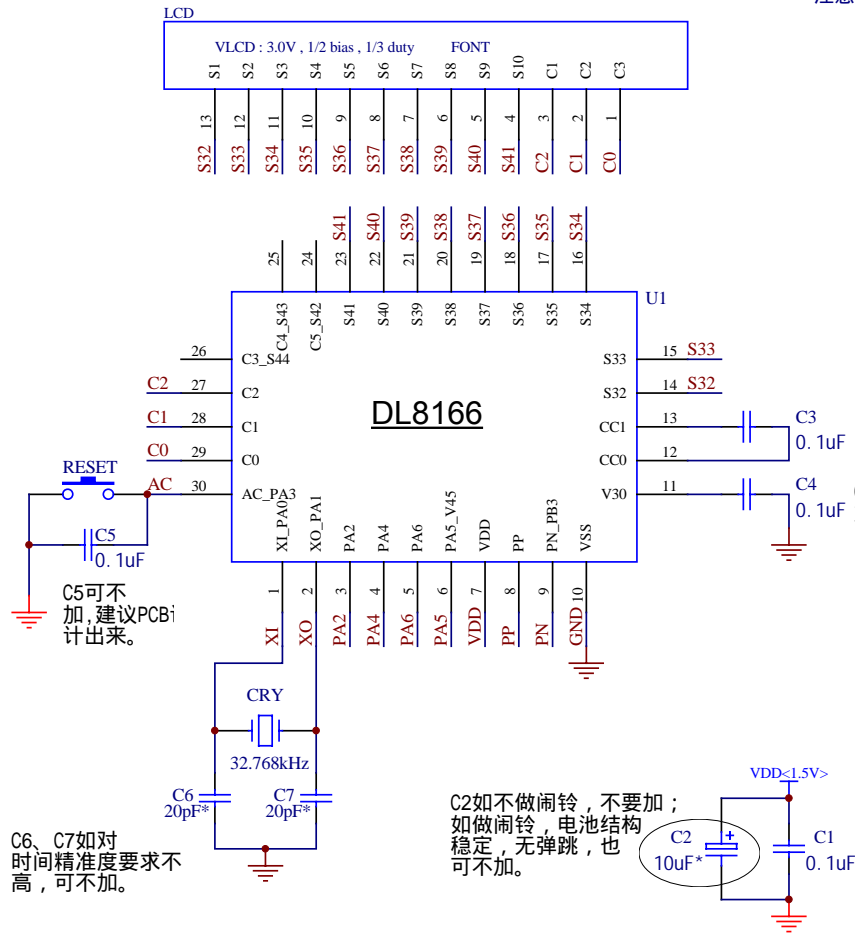 注意
LCD
VLCD : 3.0V , 1/2 bias , 1/3 duty FONT
S1 S2 S3 S4 S5 S6 S7 S8 S9 S10 C1 C2 C3
13 12 11 10 9 8 7 6 5 4 3 2 1
S32 S33 S34 S35 S36 S37 S38 S39 S40 S41 C2 C1 C0
S41 S40 S39 S38 S37 S36 S35 S34
25 24 23 22 21 20 19 18 17 16
U1
C4_S43 C5_S42 S41 S40 S39 S38 S37 S36 S35 S34
26 C3_S44 S33 15 S33
C2 27 C2 S32 14 S32
DL8166
C1 28 C1 CC1 13 C3
0.1uF
C0 29 C0 CC0 12
RESET
AC 30 AC_PA3 V30 11 C4
0.1uF
C5
0.1uF
XI_PA0 XO_PA1 PA2 PA4 PA6 PA5_V45 VDD PP PN_PB3 VSS
1 2 3 4 5 6 7 8 9 10
XI XO PA2 PA4 PA6 PA5 VDD PP PN GND
C5可不
加,建议PCB
计出来。
CRY
32.768kHz
C6
20pF*
C7
20pF*
C6、C7如对
时间精准度要求不
高，可不加。
C2如不做闹铃，不要加；
如做闹铃，电池结构
稳定，无弹跳，也
可不加。
VDD<1.5V>
C2
+
10uF*
C1
0.1uF